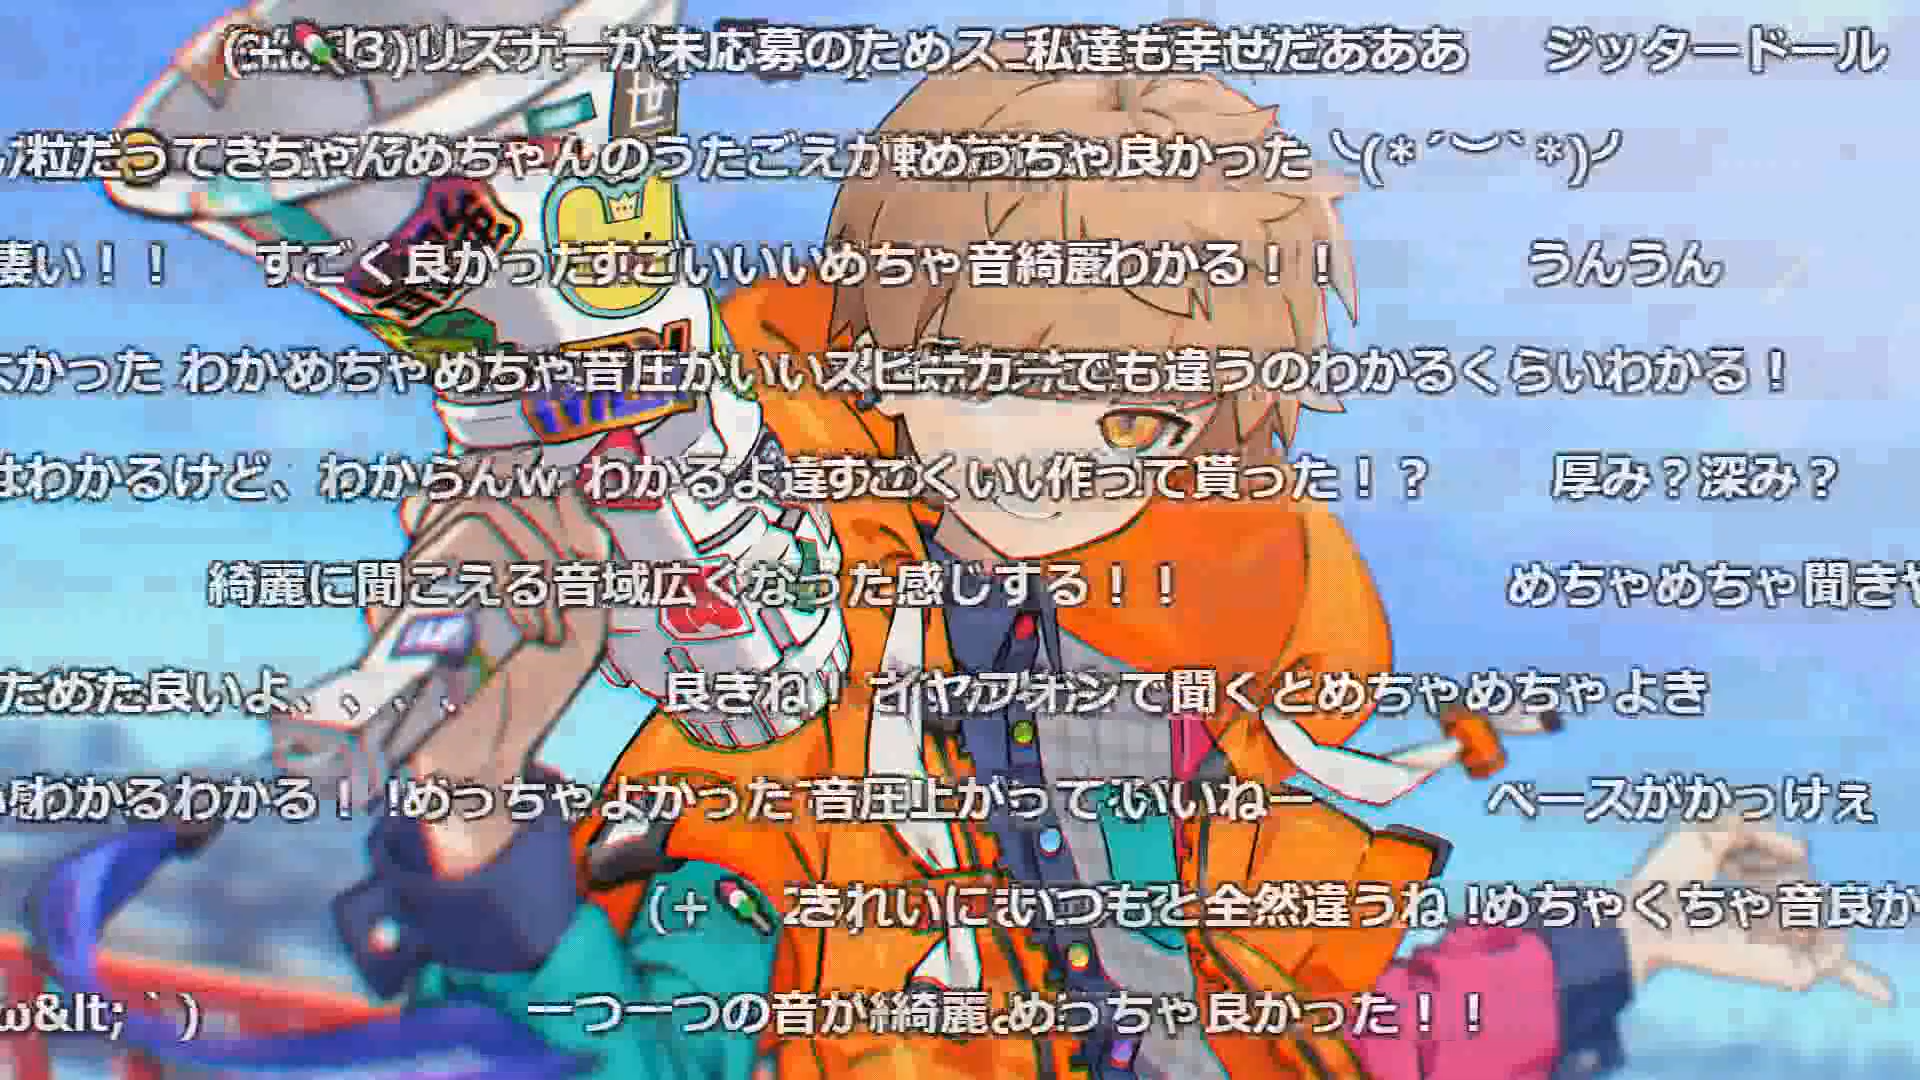 リスナーが未応募のためスコ 私達も幸せだあああ ジッタードール
粒だってき めちゃんのうたごえが めっちゃ良かった ╰(*´︶`*)╯
凄い！！ すごく良かった すごいいい めちゃ音綺麗 わかる！！ うんうん
よかった わか めちゃめちゃ音圧がいい スピーカーでも違うのわかるくらいわかる！
はわかるけど、わからんw わかるよ違 すごくいい 作って貰った！？ 厚み？深み？
綺麗に聞こえる 音域広くなった感じする！！ めちゃめちゃ聞きや
ためた良いよ、、、、 良きね！ イヤフォンで聞くとめちゃめちゃよき
わかるわかる！！ めっちゃよかった 音圧上がっていいねー ベースがかっけぇ
(+ きれいに いつもと全然違うね！ めちゃくちゃ音良か
ω&lt;｀) 一つ一つの音が綺麗。 めっちゃ良かった！！
世